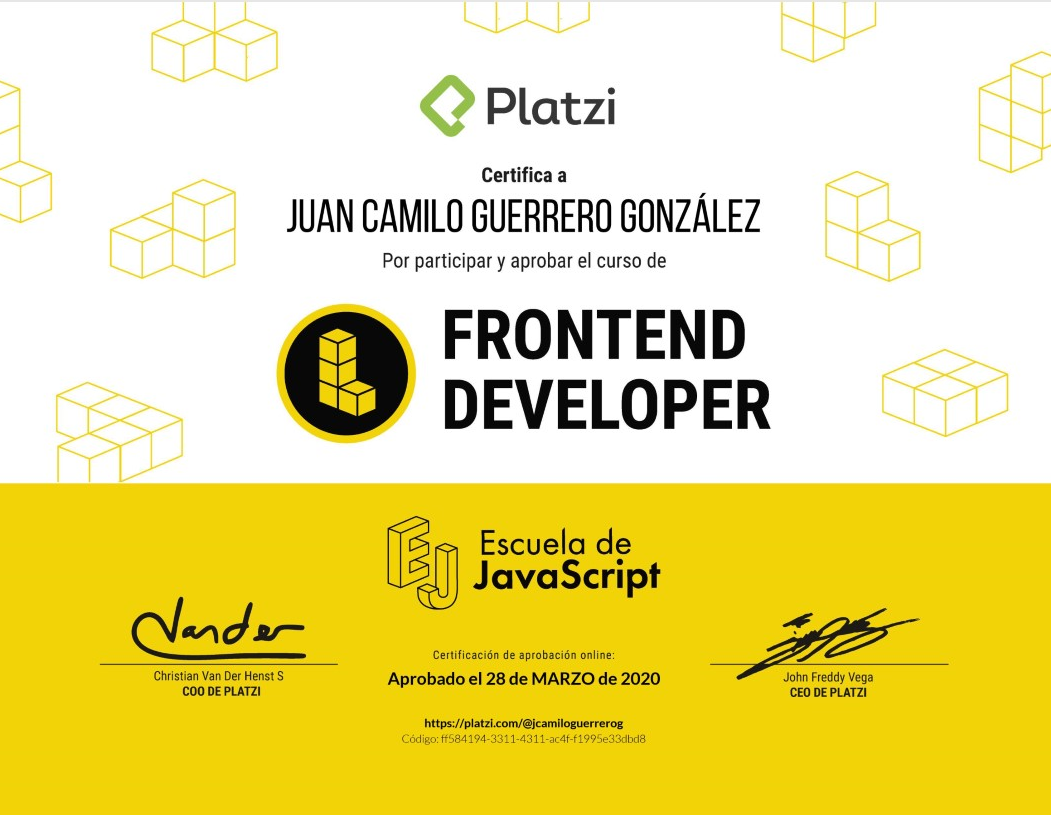 Platzi
Certifica a
JUAN CAMILO GUERRERO GONZÁLEZ
Por participar y aprobar el curso de
FRONTEND
DEVELOPER
EJ
Escuela de
JavaScript
Vander
Christian Van Der Henst S
COO DE PLATZI
Certificación de aprobación online:
Aprobado el 28 de MARZO de 2020
John Freddy Vega
CEO DE PLATZI
https://platzi.com/@jcamiloguerrerog
Código: ff584194-3311-4311-ac4f-f1995e33dbd8